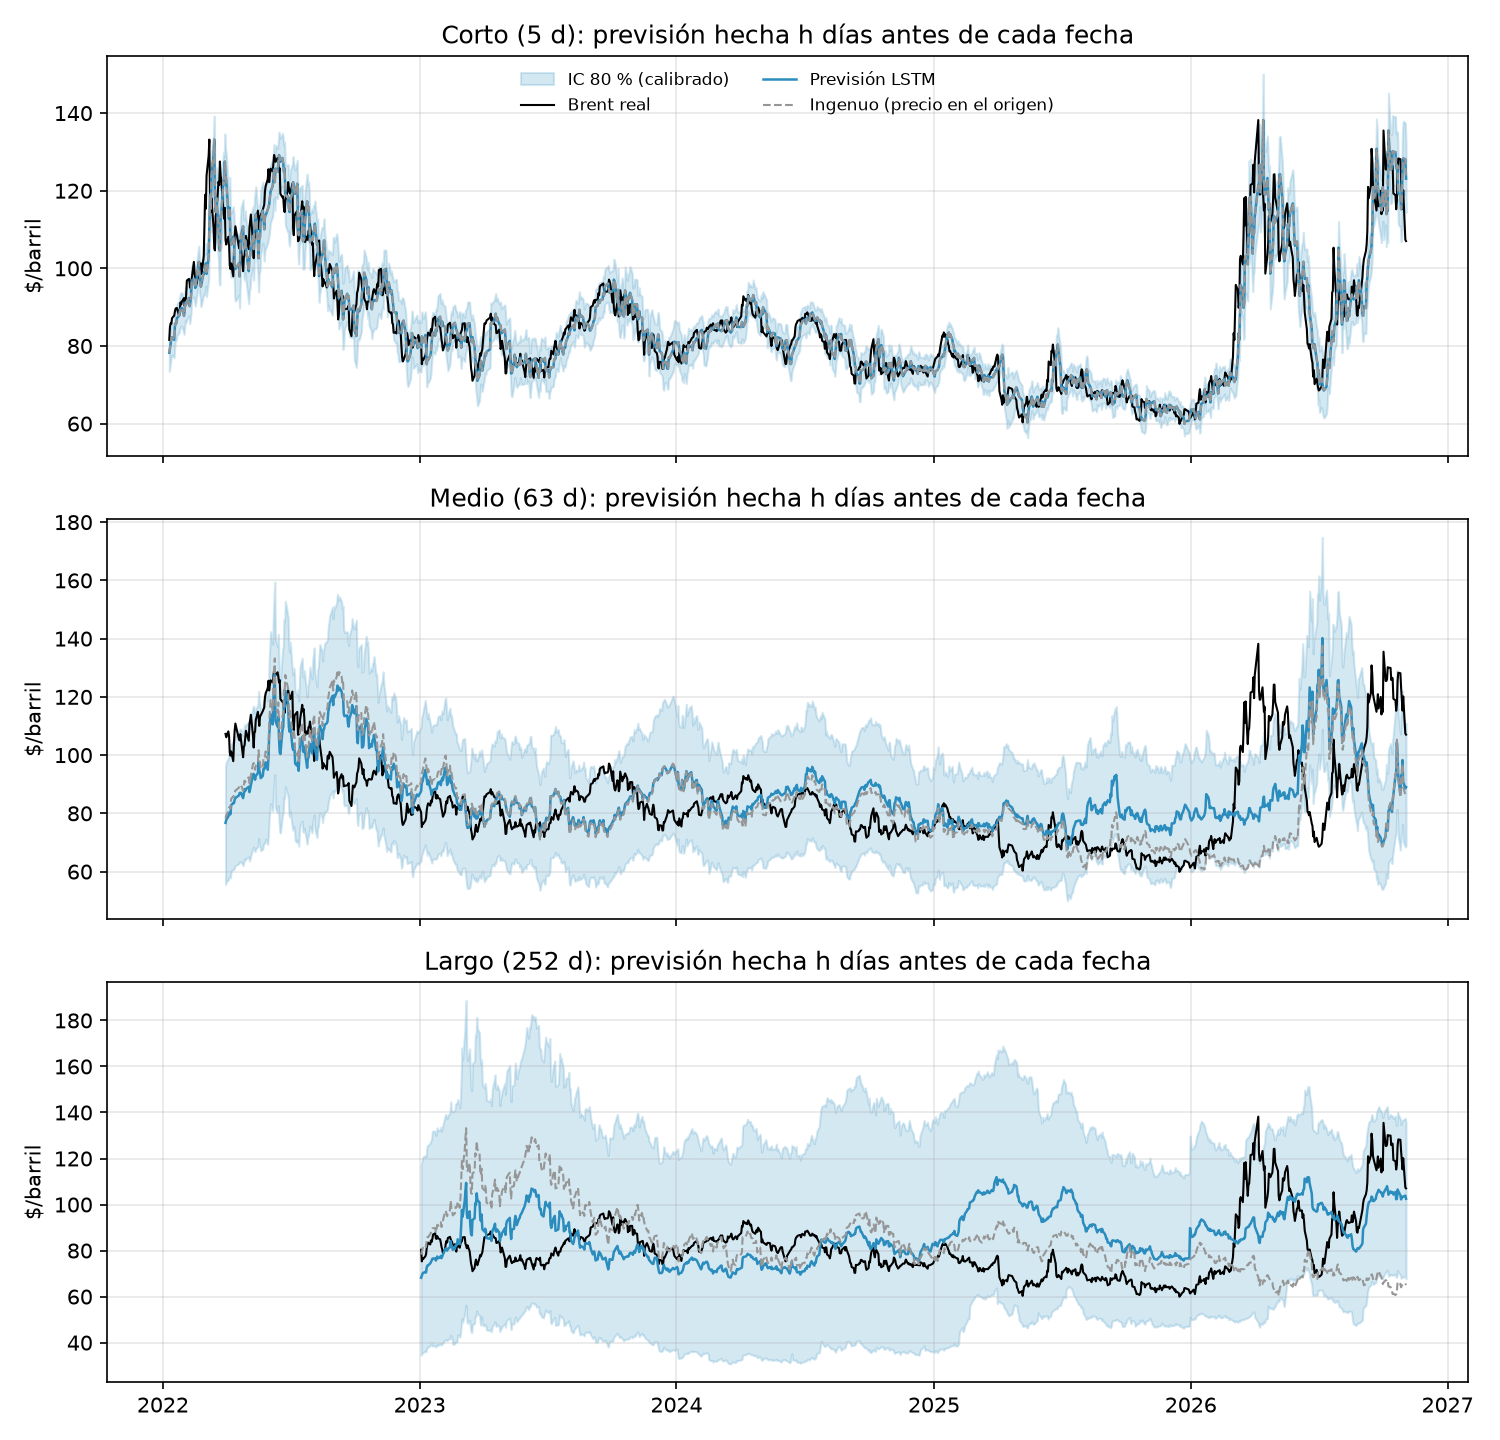 Corto (5 d): previsión hecha h días antes de cada fecha
IC 80 % (calibrado)
Brent real
Previsión LSTM
Ingenuo (precio en el origen)
$/barril
140
120
100
80
60
Medio (63 d): previsión hecha h días antes de cada fecha
$/barril
180
160
140
120
100
80
60
Largo (252 d): previsión hecha h días antes de cada fecha
$/barril
180
160
140
120
100
80
60
40
2022
2023
2024
2025
2026
2027